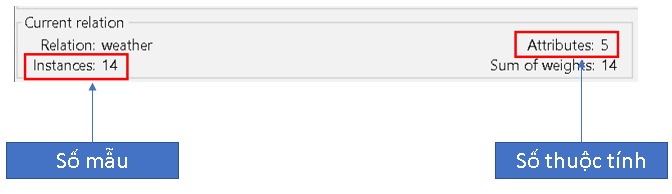 Current relation
Relation: weather
Attributes: 5
Instances: 14
Sum of weights: 14
Số mẫu
Số thuộc tính